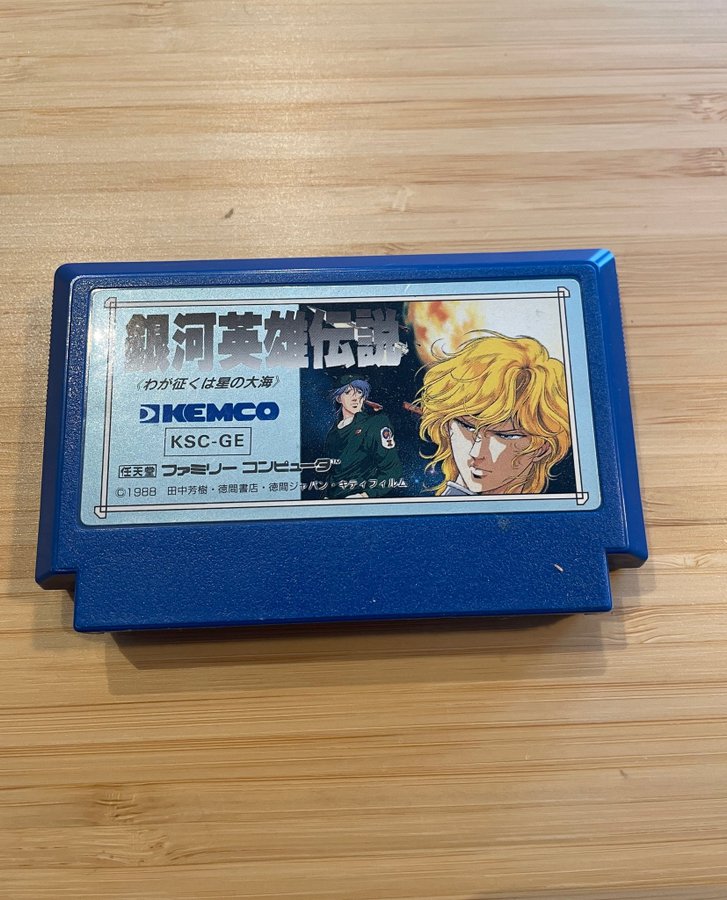 銀河英雄伝説
《わが征くは星の大海》
KEMCO
KSC-GE
任天堂 ファミリー コンピュータ™
©1988 田中芳樹・徳間書店・徳間ジャパン・キティフィルム